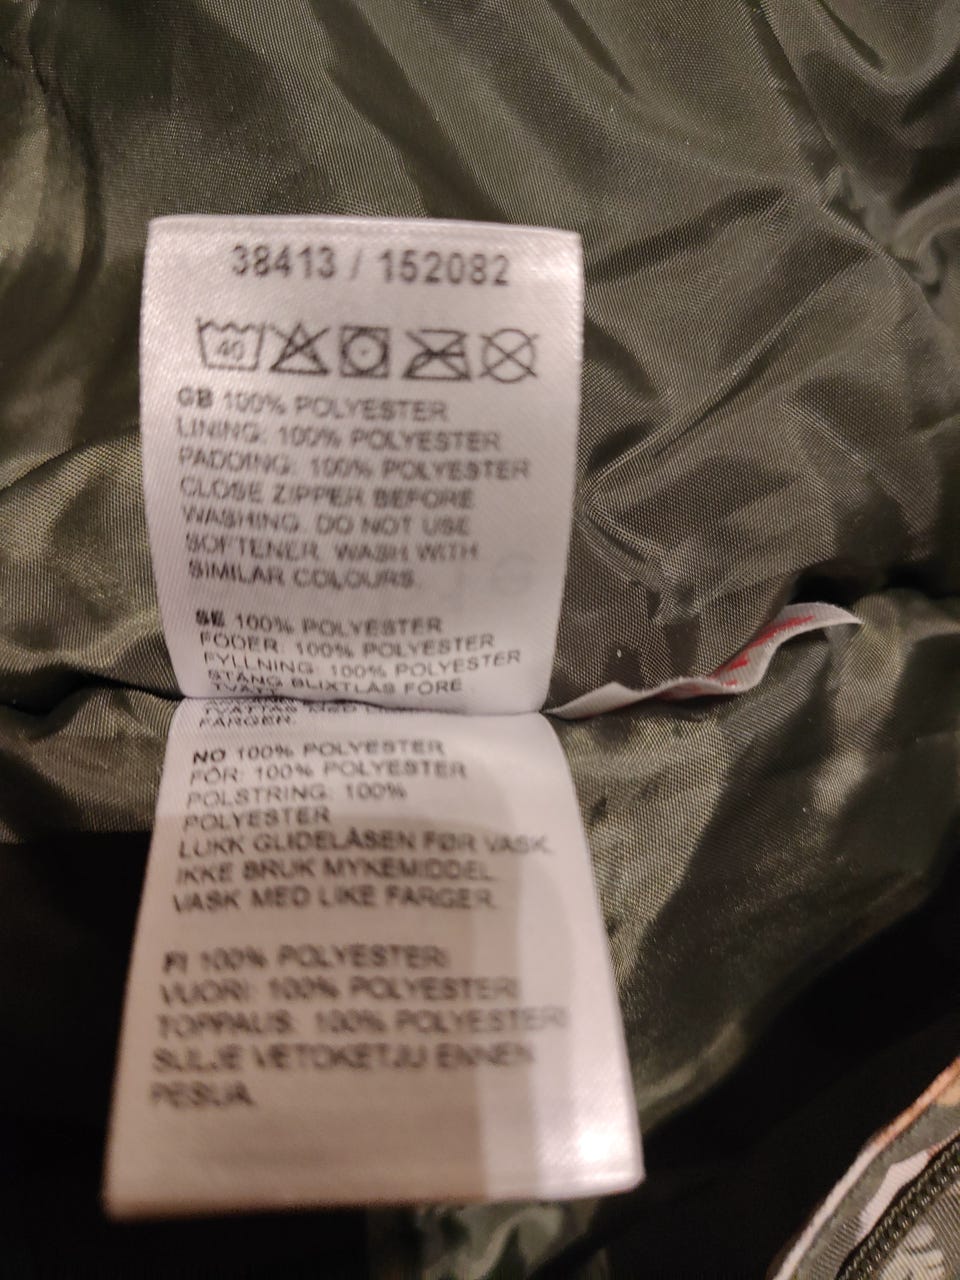 38413 / 152082
40
GB 100% POLYESTER
LINING: 100% POLYESTER
PADDING: 100% POLYESTER
CLOSE ZIPPER BEFORE
WASHING. DO NOT USE
SOFTENER. WASH WITH
SIMILAR COLOURS.
SE 100% POLYESTER
FODER: 100% POLYESTER
FYLLNING: 100% POLYESTER
STÄNG BLIXTLÅS FÖRE
FÄRGER.
NO 100% POLYESTER
FÔR: 100% POLYESTER
POLSTRING: 100%
POLYESTER
LUKK GLIDELÅSEN FØR VASK.
IKKE BRUK MYKEMIDDEL.
VASK MED LIKE FARGER.
FI 100% POLYESTERI
VUORI: 100% POLYESTERI
TOPPAUS: 100% POLYESTERI
SULJE VETOKETJU ENNEN
PESUA.